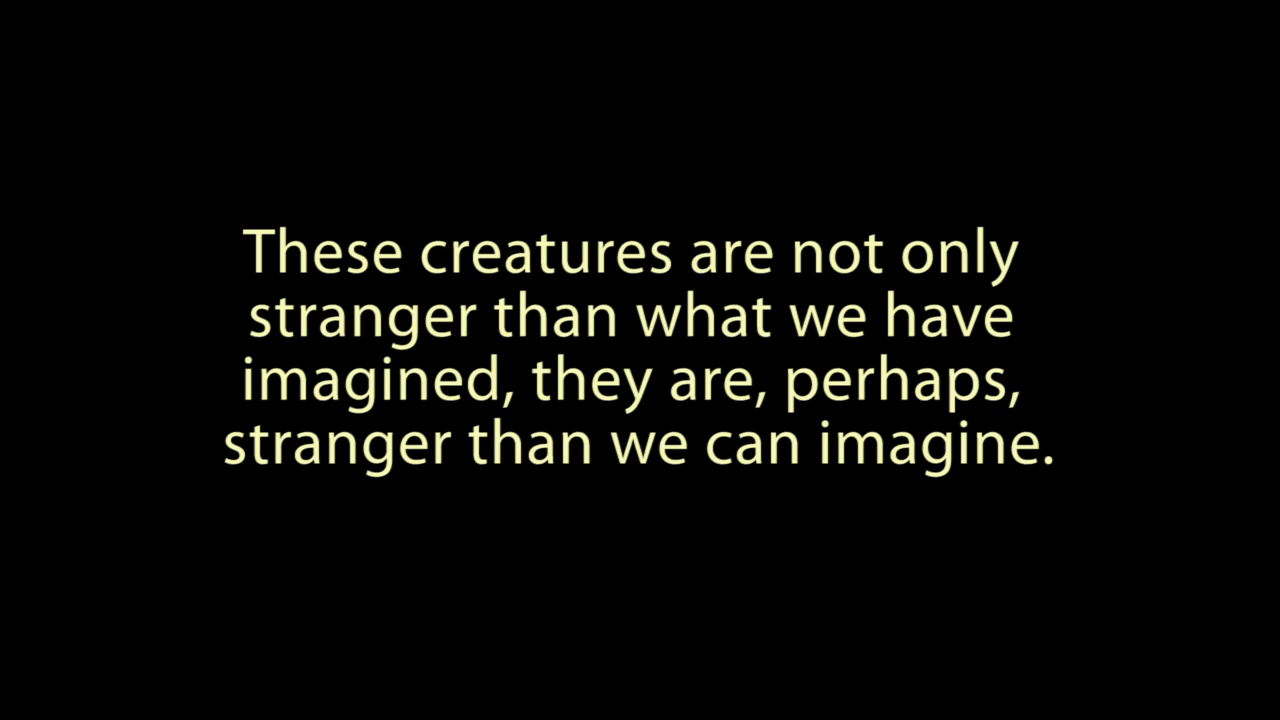 These creatures are not only
stranger than what we have
imagined, they are, perhaps,
stranger than we can imagine.